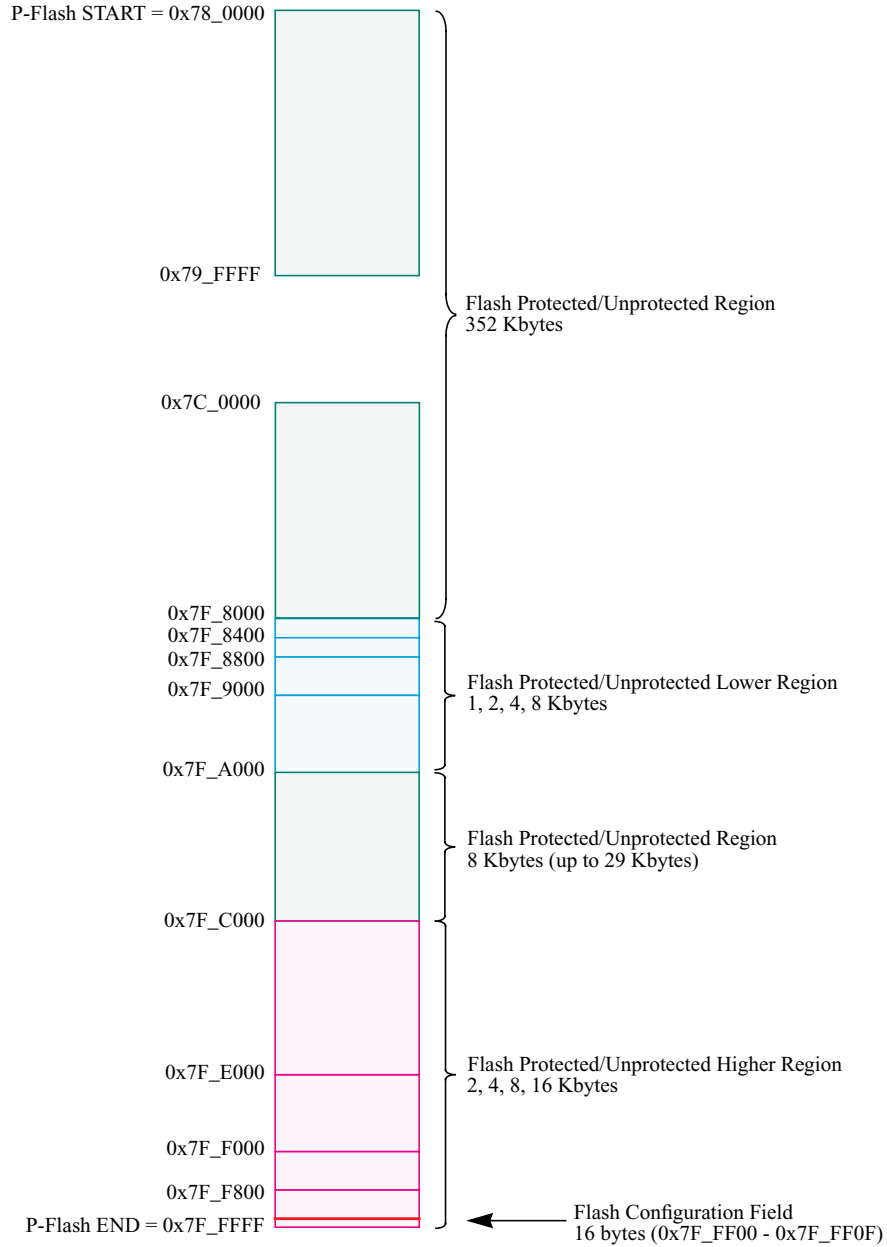 P-Flash START = 0x78_0000
0x79_FFFF
Flash Protected/Unprotected Region
352 Kbytes
0x7C_0000
0x7F_8000
0x7F_8400
0x7F_8800
0x7F_9000
Flash Protected/Unprotected Lower Region
1, 2, 4, 8 Kbytes
0x7F_A000
Flash Protected/Unprotected Region
8 Kbytes (up to 29 Kbytes)
0x7F_C000
0x7F_E000
Flash Protected/Unprotected Higher Region
2, 4, 8, 16 Kbytes
0x7F_F000
0x7F_F800
P-Flash END = 0x7F_FFFF
Flash Configuration Field
16 bytes (0x7F_FF00 - 0x7F_FF0F)